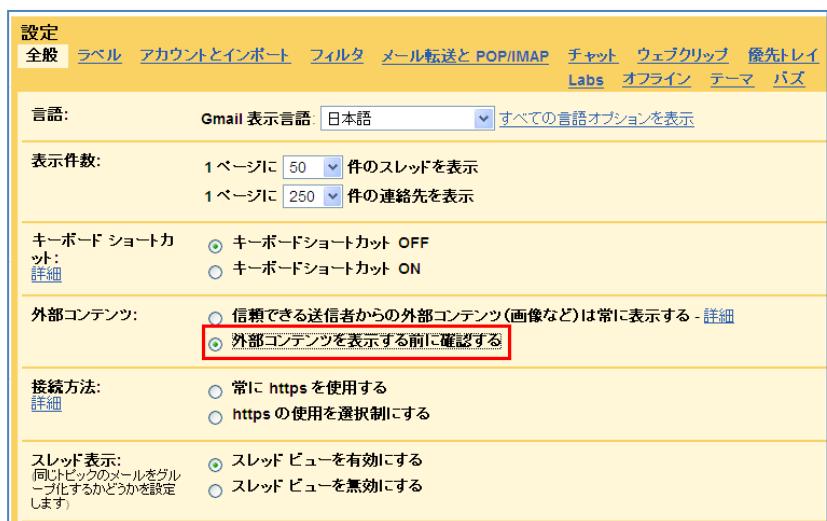 設定
全般 ラベル アカウントとインポート フィルタ メール転送と POP/IMAP チャット ウェブクリップ 優先トレイ
Labs オフライン テーマ バズ
言語: Gmail 表示言語: 日本語 すべての言語オプションを表示
表示件数: 1 ページに 50 件のスレッドを表示
1 ページに 250 件の連絡先を表示
キーボード ショートカ
ット:
詳細
キーボードショートカット OFF
キーボードショートカット ON
外部コンテンツ: 信頼できる送信者からの外部コンテンツ(画像など)は常に表示する - 詳細
外部コンテンツを表示する前に確認する
接続方法:
詳細
常に https を使用する
https の使用を選択制にする
スレッド表示:
(同じトピックのメールをグル
ープ化するかどうかを設定
します)
スレッド ビューを有効にする
スレッド ビューを無効にする